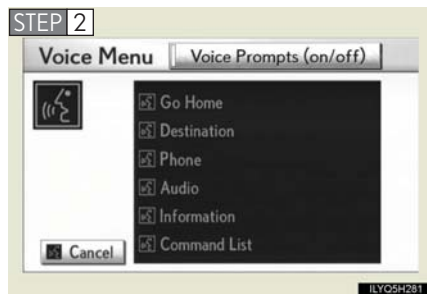 STEP 2
Voice Menu
Voice Prompts (on/off)
Go Home
Destination
Phone
Audio
Information
Command List
Cancel
ILYO5H281